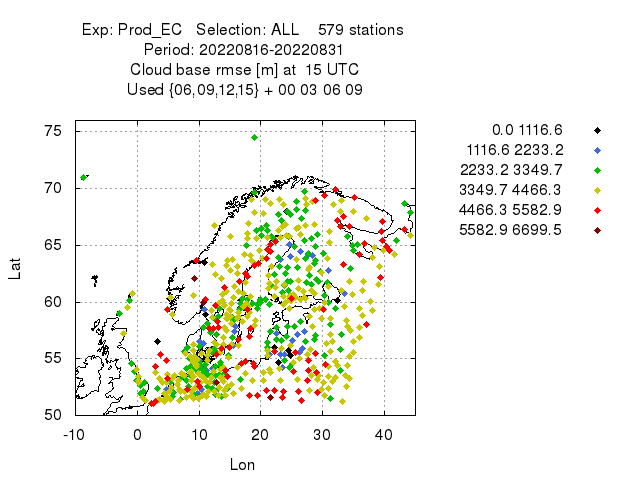 Exp: Prod_EC   Selection: ALL    579 stations
Period: 20220816-20220831
Cloud base rmse [m] at  15 UTC
Used {06,09,12,15} + 00 03 06 09
0.0 1116.6
1116.6 2233.2
2233.2 3349.7
3349.7 4466.3
4466.3 5582.9
5582.9 6699.5
75
70
65
60
55
50
Lat
-10 0 10 20 30 40
Lon